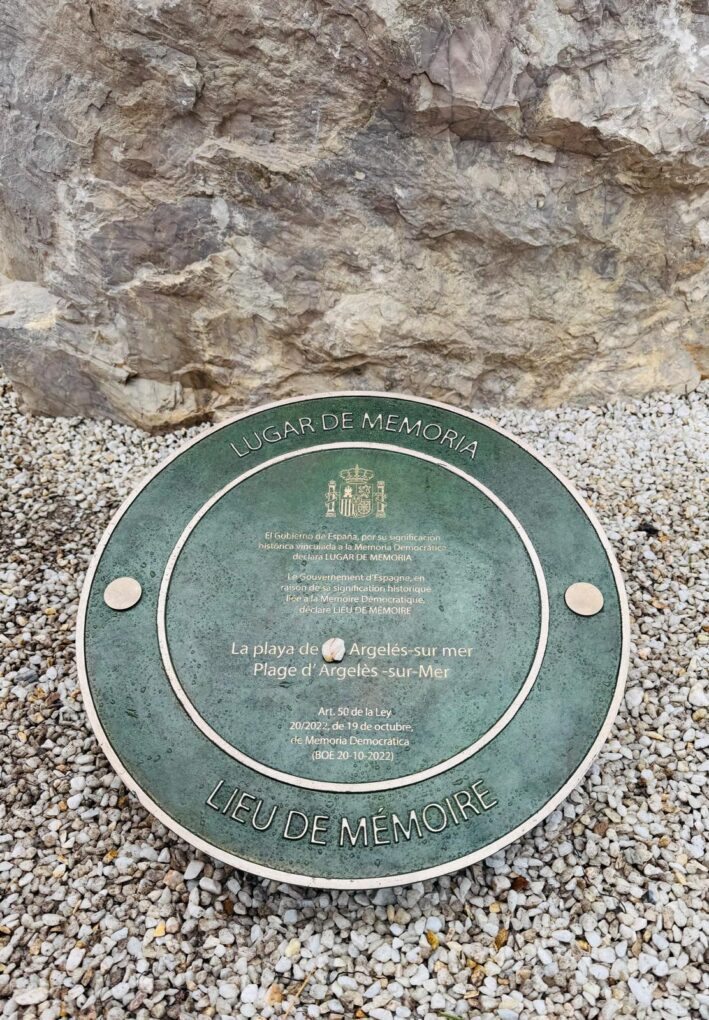 LUGAR DE MEMORIA
El Gobierno de España, por su significación
histórica vinculada a la Memoria Democrática
declara LUGAR DE MEMORIA
Le Gouvernement d'Espagne, en
raison de sa signification historique
liée à la Mémoire Démocratique,
déclare LIEU DE MÉMOIRE
La playa de Argelés-sur mer
Plage d' Argelès -sur-Mer
Art. 50 de la Ley
20/2022, de 19 de octubre,
de Memoria Democrática
(BOE 20-10-2022)
LIEU DE MÉMOIRE